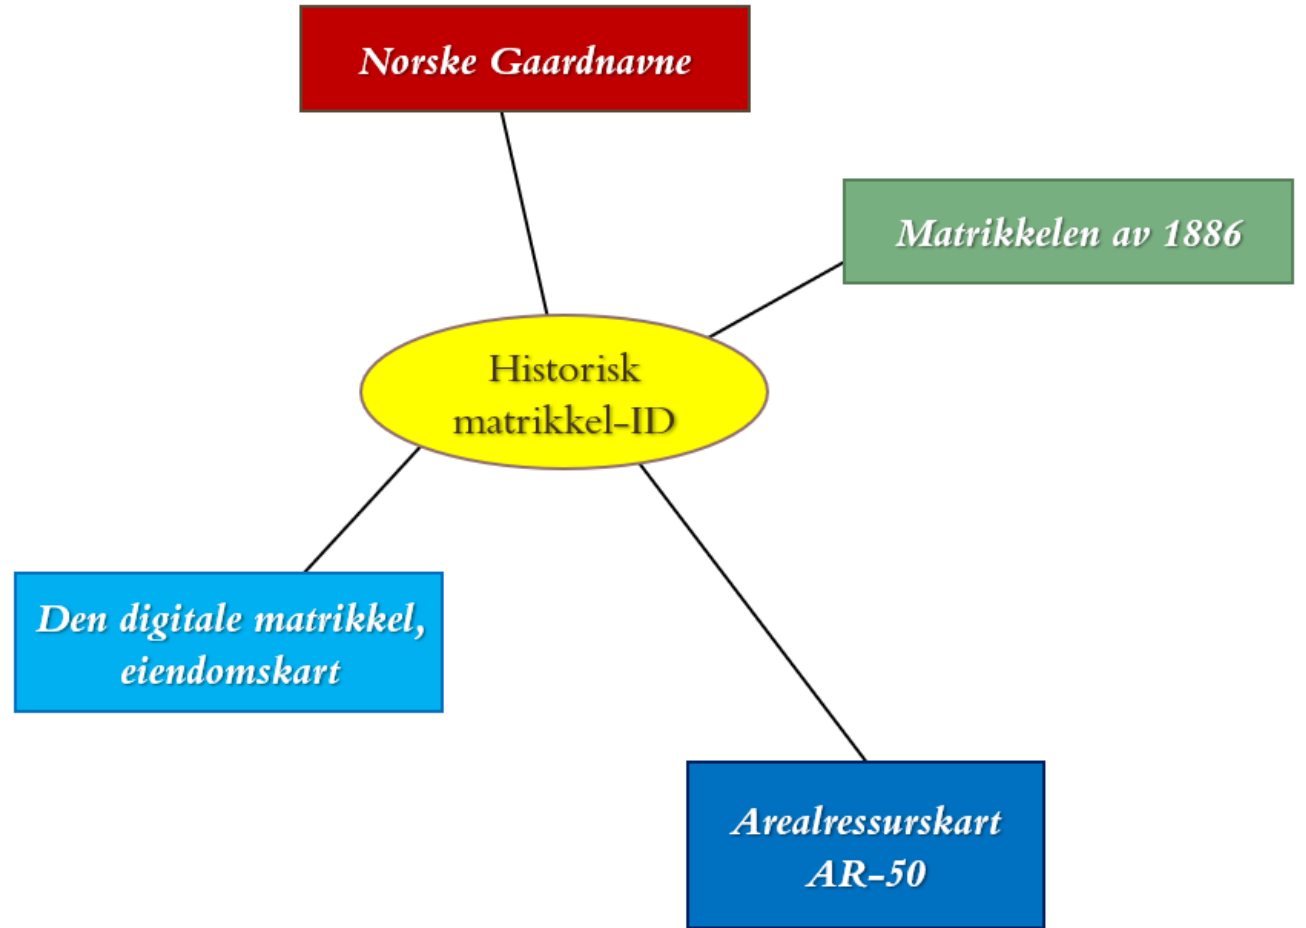 Norske Gaardnavne
Matrikkelen av 1886
Historisk
matrikkel-ID
Den digitale matrikkel,
eiendomskart
Arealressurskart
AR-50